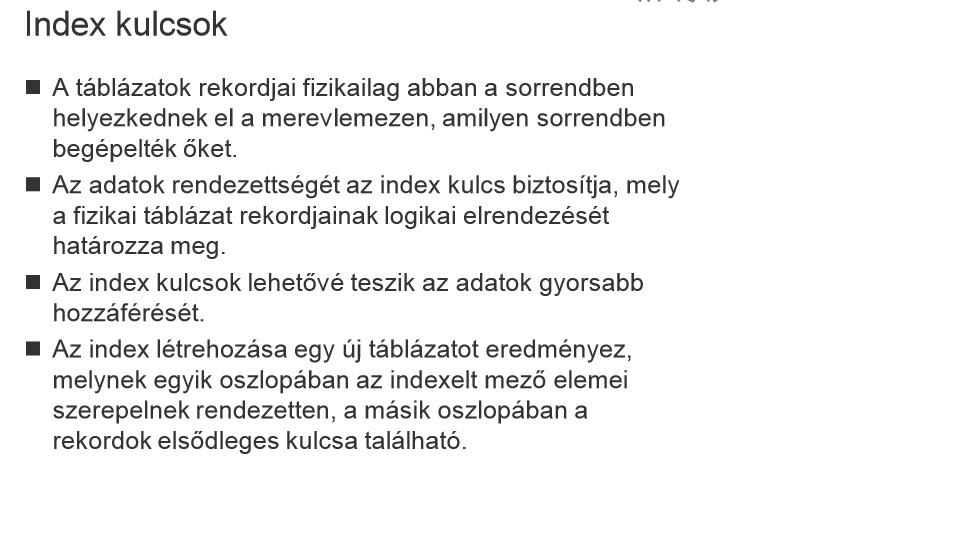 Index kulcsok
A táblázatok rekordjai fizikailag abban a sorrendben
helyezkednek el a merevlemezen, amilyen sorrendben
begépelték őket.
Az adatok rendezettségét az index kulcs biztosítja, mely
a fizikai táblázat rekordjainak logikai elrendezését
határozza meg.
Az index kulcsok lehetővé teszik az adatok gyorsabb
hozzáférését.
Az index létrehozása egy új táblázatot eredményez,
melynek egyik oszlopában az indexelt mező elemei
szerepelnek rendezetten, a másik oszlopában a
rekordok elsődleges kulcsa található.